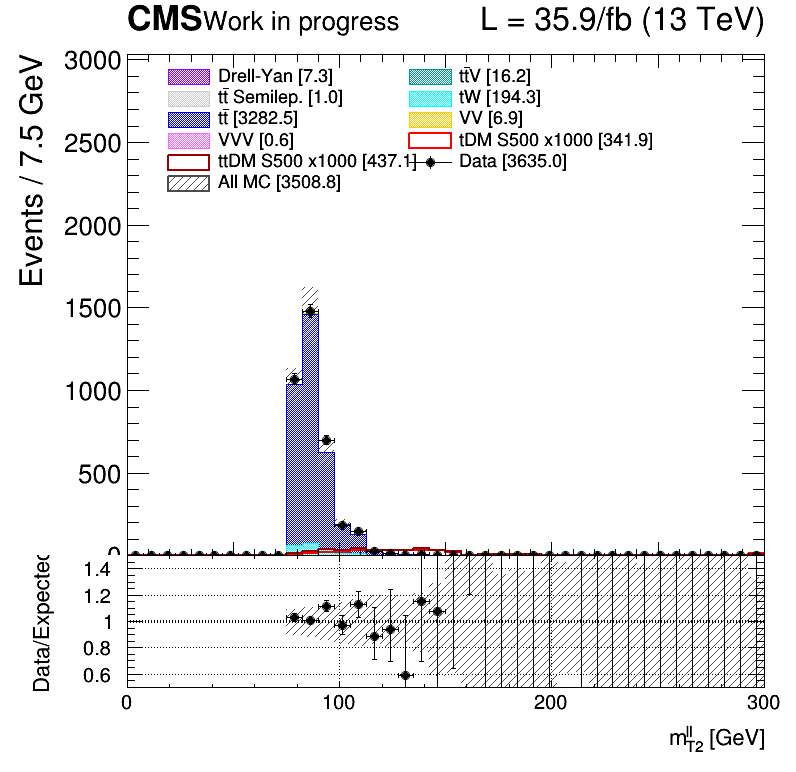 CMS Work in progress L = 35.9/fb (13 TeV)
Events / 7.5 GeV
3000
2500
2000
1500
1000
500
0
Drell-Yan [7.3]
tt̄V [16.2]
tt̄ Semilep. [1.0]
tW [194.3]
tt̄ [3282.5]
VV [6.9]
VVV [0.6]
tDM S500 x1000 [341.9]
ttDM S500 x1000 [437.1]
Data [3635.0]
All MC [3508.8]
Data/Expected
1.4
1.2
1
0.8
0.6
0 100 200 300
m^{ll}_{T2} [GeV]